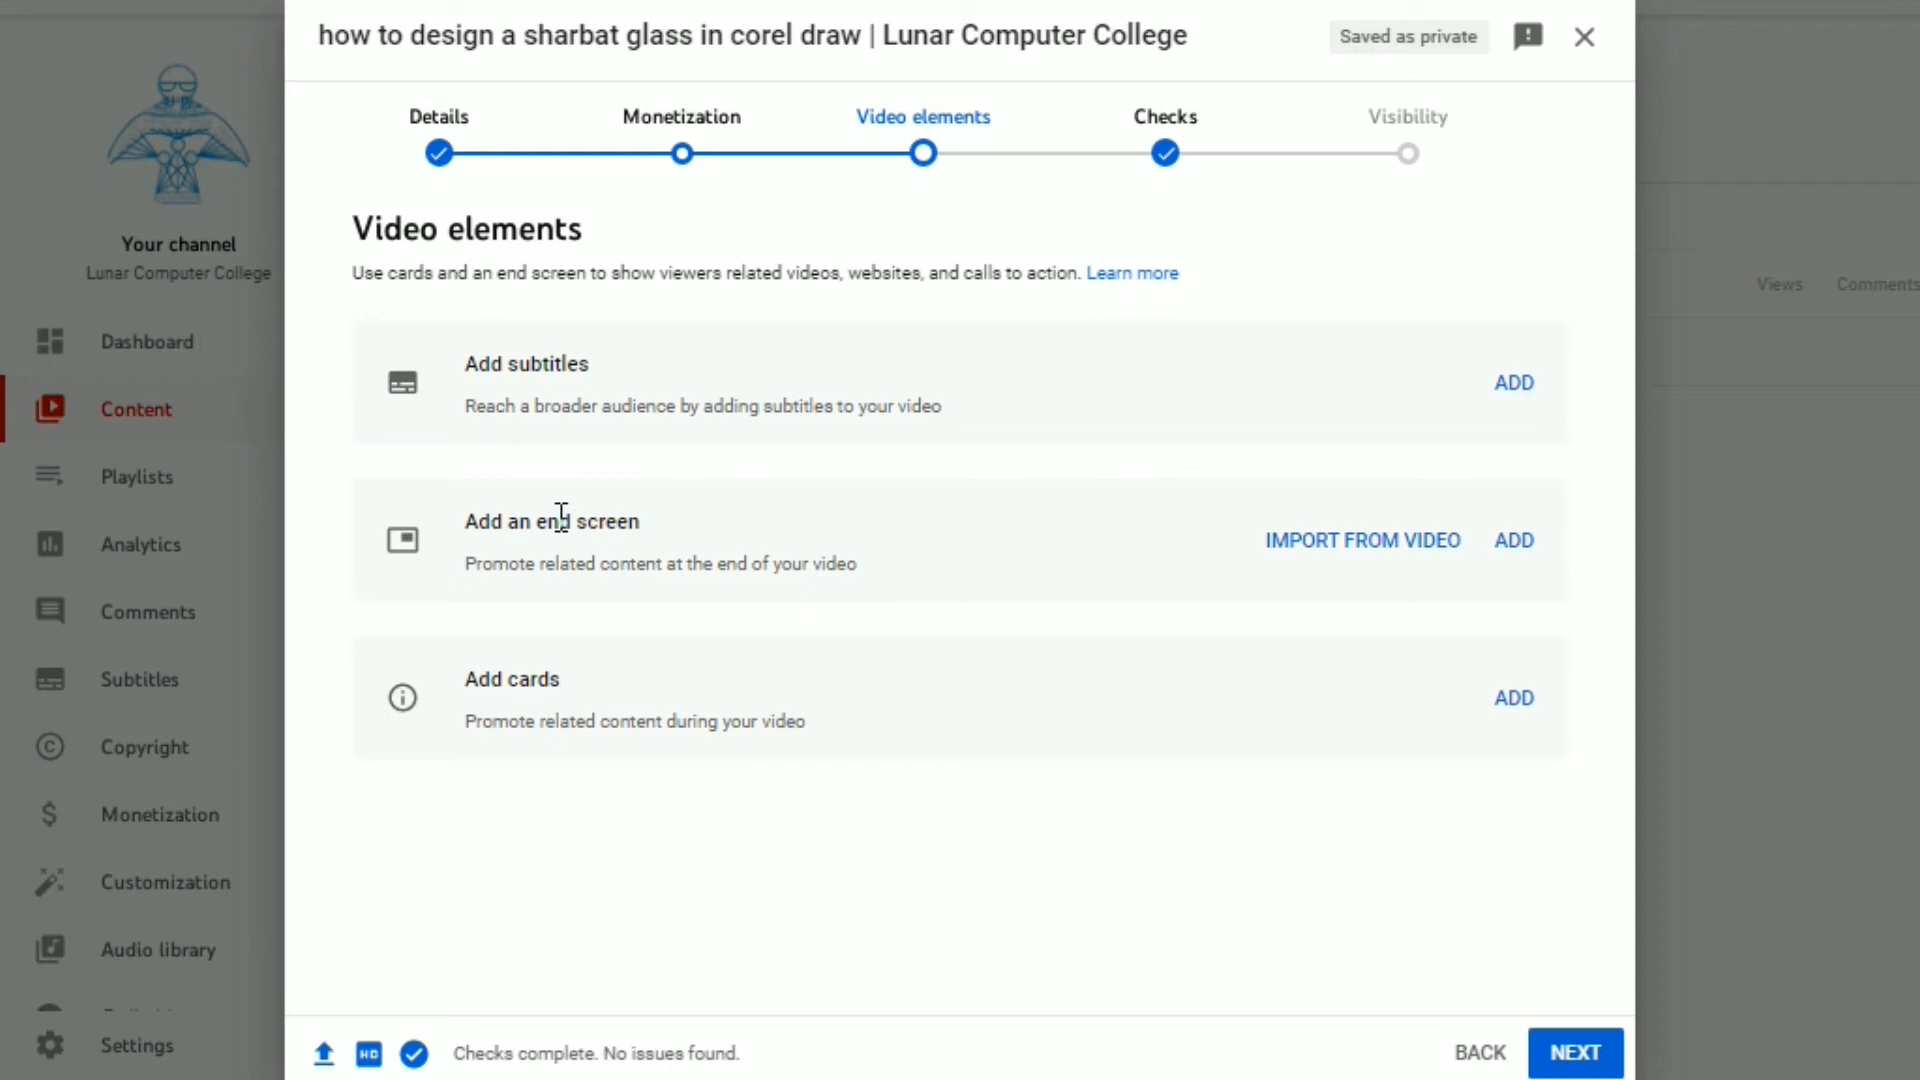 how to design a sharbat glass in corel draw | Lunar Computer College
Saved as private
Details
Monetization
Video elements
Checks
Visibility
Your channel
Lunar Computer College
Dashboard
Content
Playlists
Analytics
Comments
Subtitles
Copyright
Monetization
Customization
Audio library
Settings
Video elements
Use cards and an end screen to show viewers related videos, websites, and calls to action. Learn more
Add subtitles
Reach a broader audience by adding subtitles to your video
ADD
Add an end screen
Promote related content at the end of your video
IMPORT FROM VIDEO
ADD
Add cards
Promote related content during your video
ADD
Views
Comments
HD
Checks complete. No issues found.
BACK
NEXT